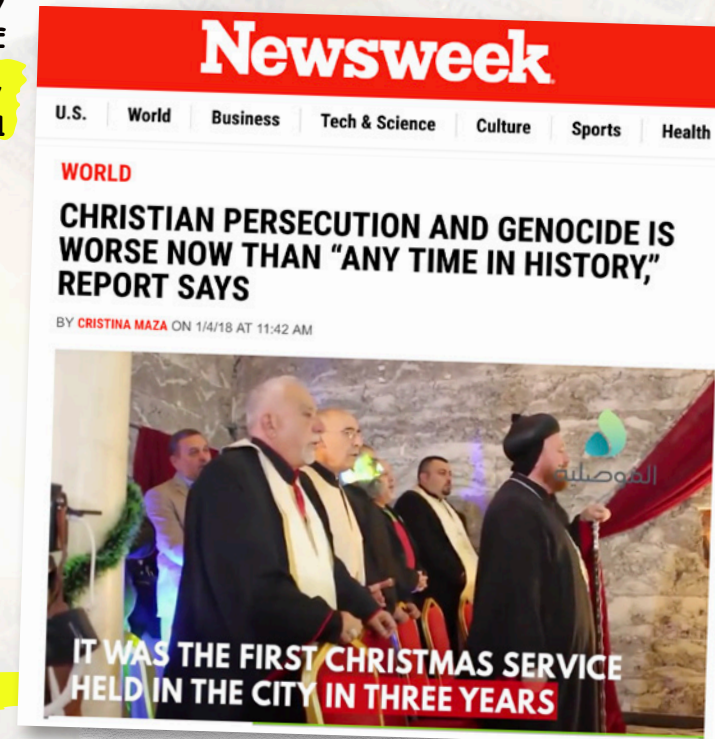 Newsweek
U.S. World Business Tech & Science Culture Sports Health
WORLD
CHRISTIAN PERSECUTION AND GENOCIDE IS
WORSE NOW THAN “ANY TIME IN HISTORY,”
REPORT SAYS
BY CRISTINA MAZA ON 1/4/18 AT 11:42 AM
الموصلية
IT WAS THE FIRST CHRISTMAS SERVICE
HELD IN THE CITY IN THREE YEARS